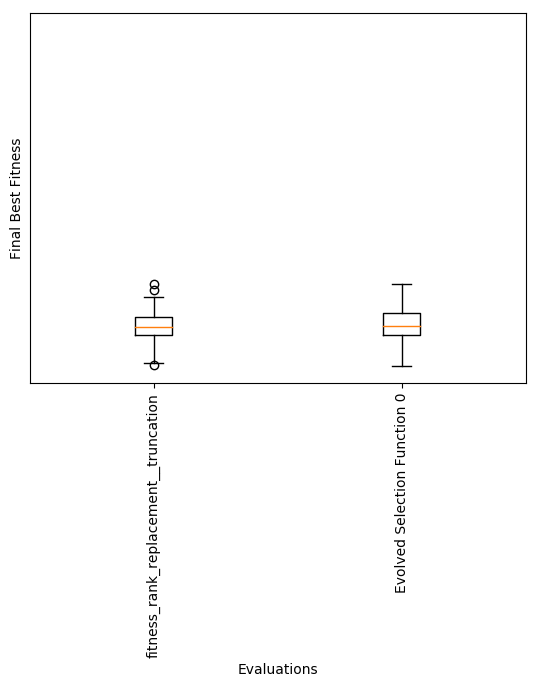 Final Best Fitness
fitness_rank_replacement__truncation
Evolved Selection Function 0
Evaluations